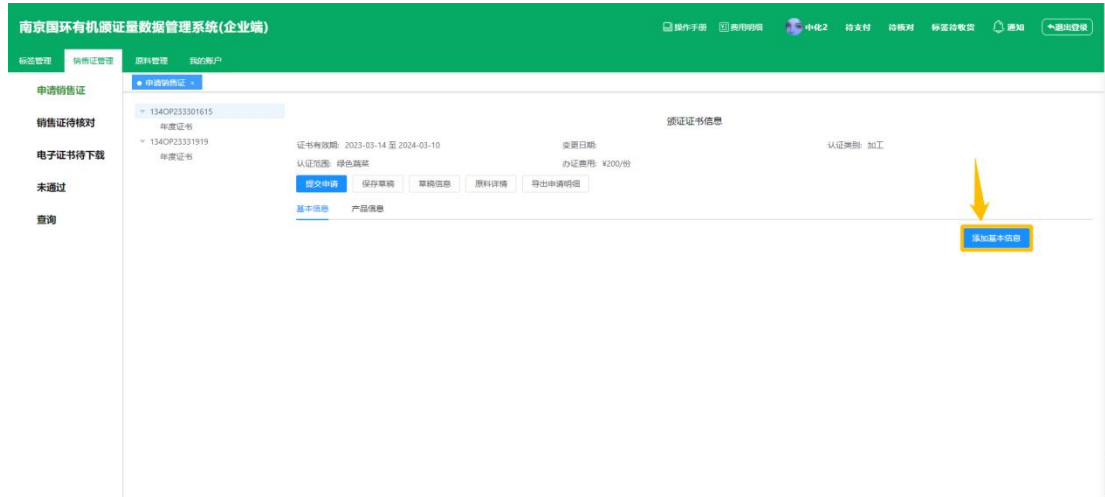 南京国环有机颁证量数据管理系统(企业端)
操作手册 费用明细 中化2 待支付 待核对 标签待收货 通知 退出登录
标签管理 销售证管理 原料管理 我的账户
申请销售证
销售证待核对
电子证书待下载
未通过
查询
申请销售证 ×
134OP233301615
年度证书
134OP23331919
年度证书
颁证证书信息
证书有效期: 2023-03-14 至 2024-03-10 变更日期: 认证类别: 加工
认证范围: 绿色蔬菜 办证费用: ¥200/份
提交申请 保存草稿 草稿信息 原料详情 导出申请明细
基本信息 产品信息
添加基本信息